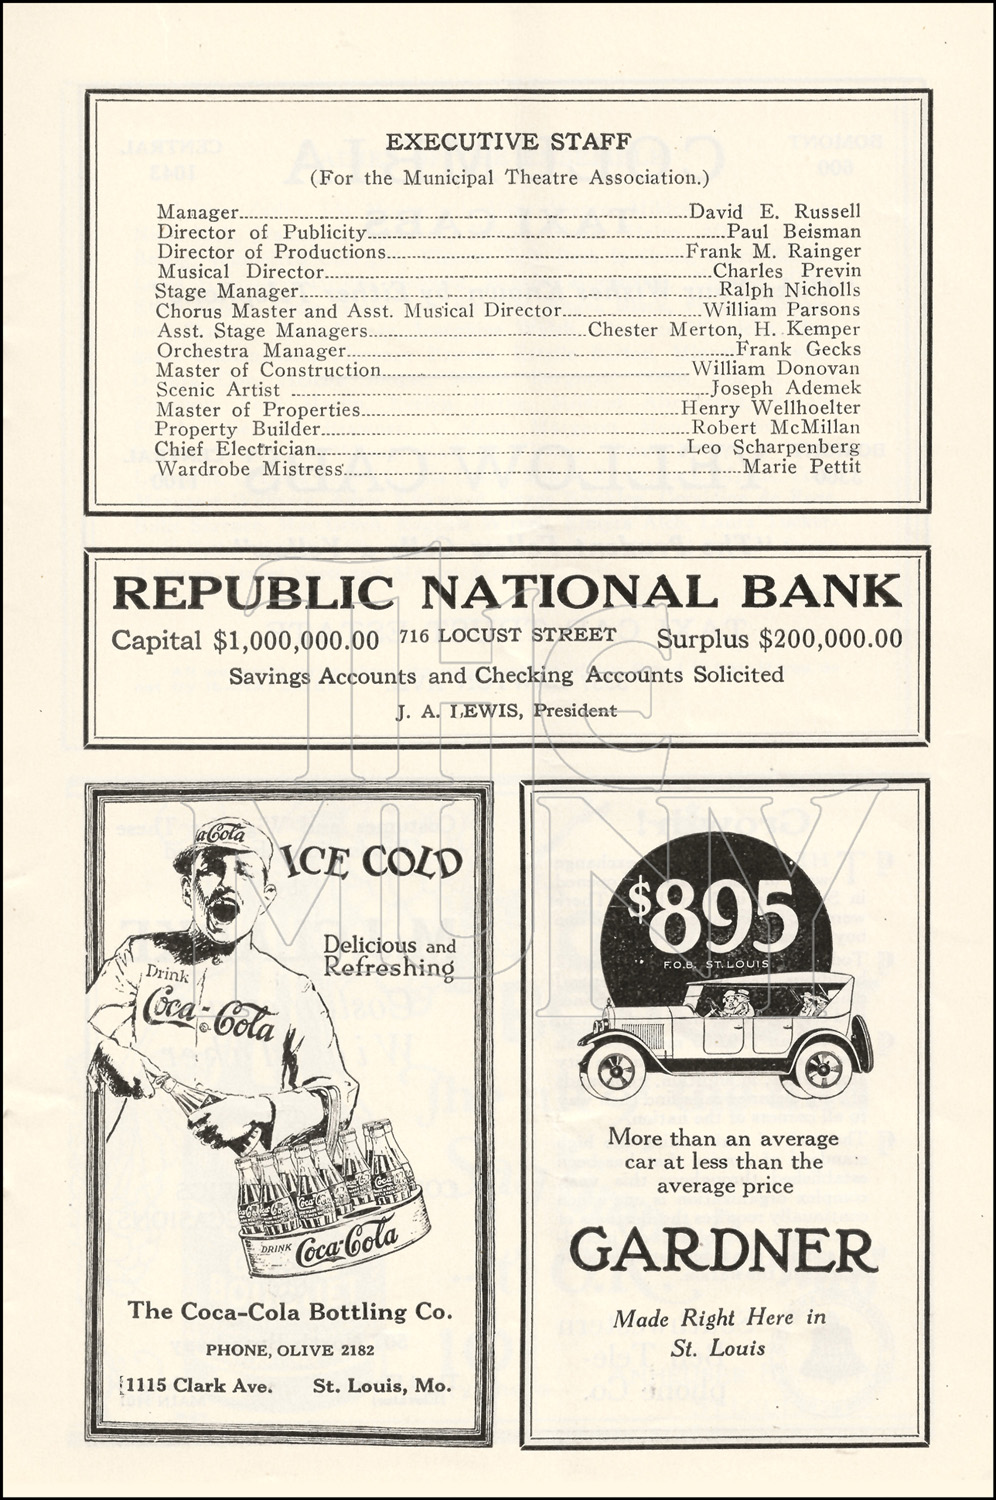 EXECUTIVE STAFF
(For the Municipal Theatre Association.)
Manager David E. Russell
Director of Publicity Paul Beisman
Director of Productions Frank M. Rainger
Musical Director Charles Previn
Stage Manager Ralph Nicholls
Chorus Master and Asst. Musical Director William Parsons
Asst. Stage Managers Chester Merton, H. Kemper
Orchestra Manager Frank Gecks
Master of Construction William Donovan
Scenic Artist Joseph Ademek
Master of Properties Henry Wellhoelter
Property Builder Robert McMillan
Chief Electrician Leo Scharpenberg
Wardrobe Mistress Marie Pettit
REPUBLIC NATIONAL BANK
Capital $1,000,000.00 716 LOCUST STREET Surplus $200,000.00
Savings Accounts and Checking Accounts Solicited
J. A. LEWIS, President
The MUNY
aCola
ICE COLD
Delicious and
Refreshing
Drink
Coca-Cola
DRINK Coca-Cola
The Coca-Cola Bottling Co.
PHONE, OLIVE 2182
1115 Clark Ave. St. Louis, Mo.
$895
F.O.B. ST. LOUIS
More than an average
car at less than the
average price
GARDNER
Made Right Here in
St. Louis